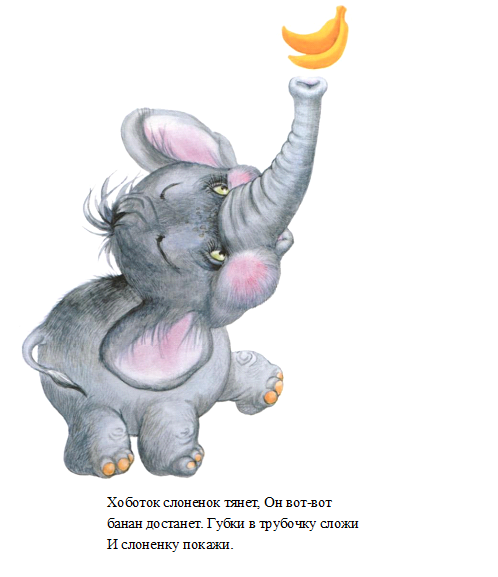 Хоботок слоненок тянет, Он вот-вот
банан достанет. Губки в трубочку сложи
И слоненку покажи.